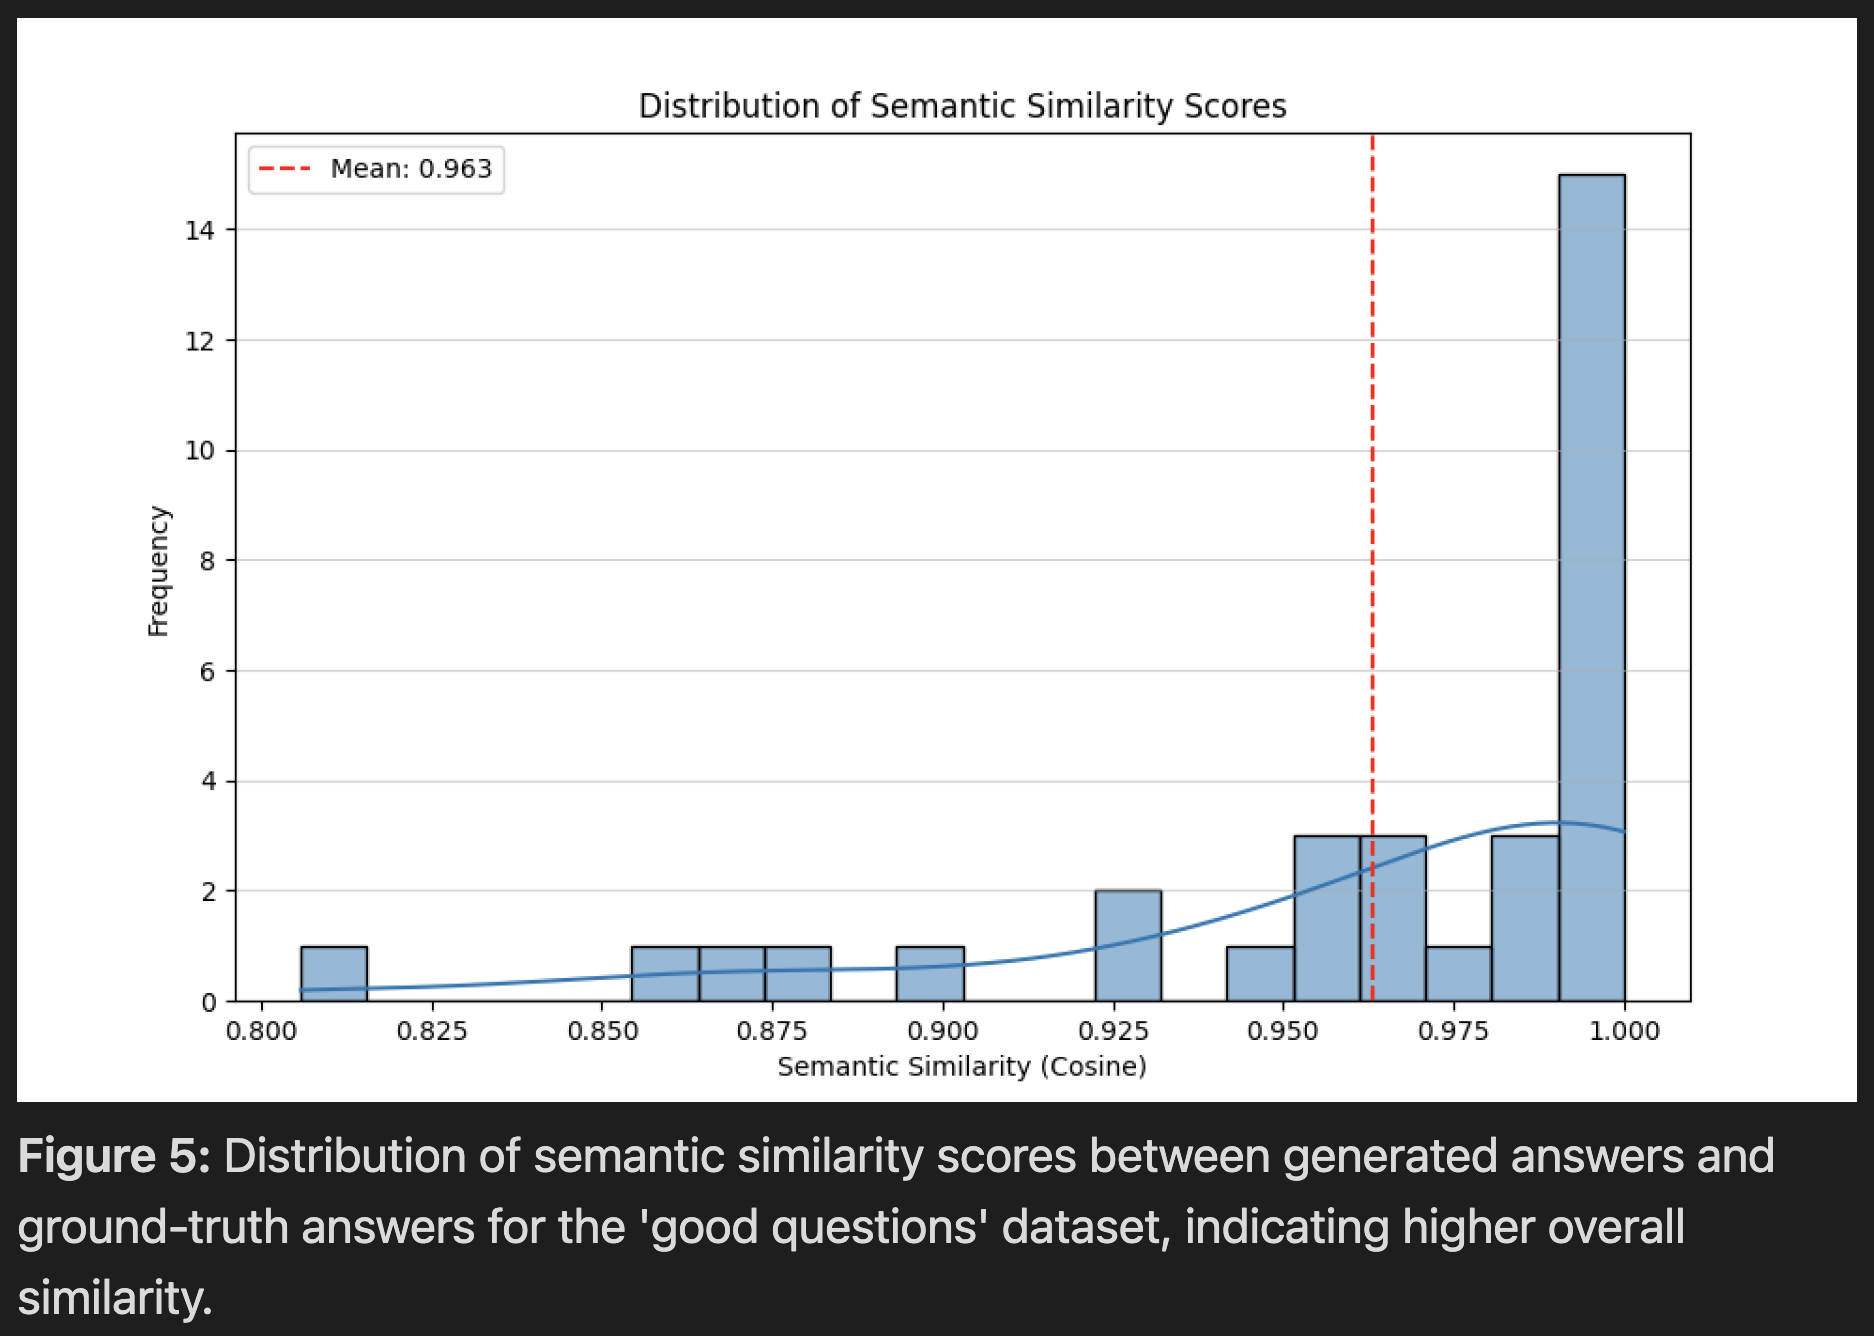 Distribution of Semantic Similarity Scores
Mean: 0.963
14
12
10
8
6
4
2
0
Frequency
0.800 0.825 0.850 0.875 0.900 0.925 0.950 0.975 1.000
Semantic Similarity (Cosine)
Figure 5: Distribution of semantic similarity scores between generated answers and
ground-truth answers for the 'good questions' dataset, indicating higher overall
similarity.